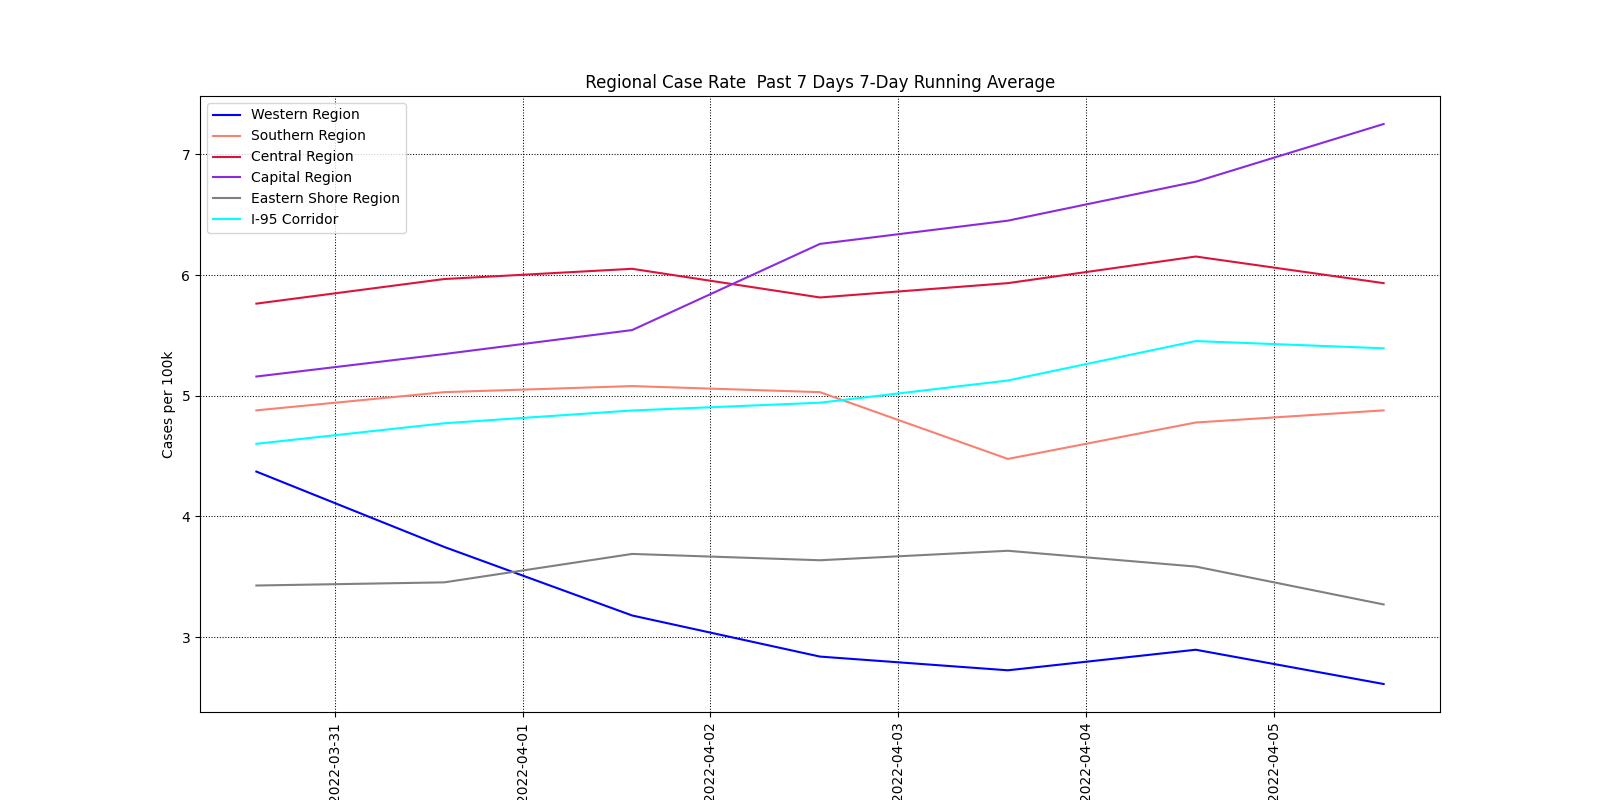 Regional Case Rate  Past 7 Days 7-Day Running Average
Western Region
Southern Region
Central Region
Capital Region
Eastern Shore Region
I-95 Corridor
Cases per 100k
7
6
5
4
3
2022-03-31
2022-04-01
2022-04-02
2022-04-03
2022-04-04
2022-04-05